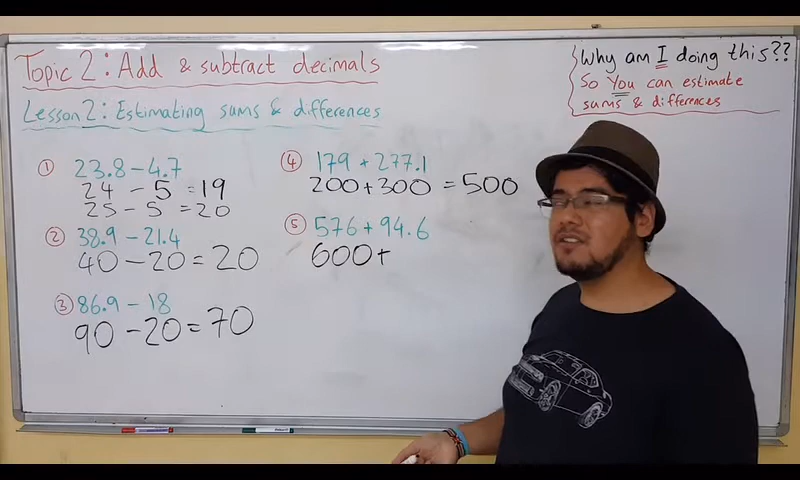 Topic 2: Add & subtract decimals
Lesson 2: Estimating sums & differences
Why am I doing this??
So You can estimate
sums & differences
① 23.8 - 4.7
24 - 5 = 19
25 - 5 = 20
② 38.9 - 21.4
40 - 20 = 20
③ 86.9 - 18
90 - 20 = 70
④ 179 + 277.1
200 + 300 = 500
⑤ 576 + 94.6
600 +